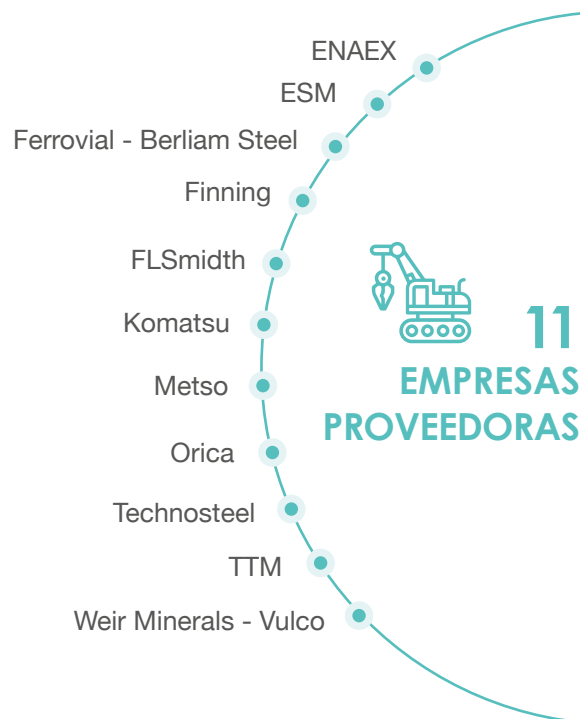 ENAEX
ESM
Ferrovial - Berliam Steel
Finning
FLSmidth
Komatsu
Metso
Orica
Technosteel
TTM
Weir Minerals - Vulco
11
EMPRESAS
PROVEEDORAS